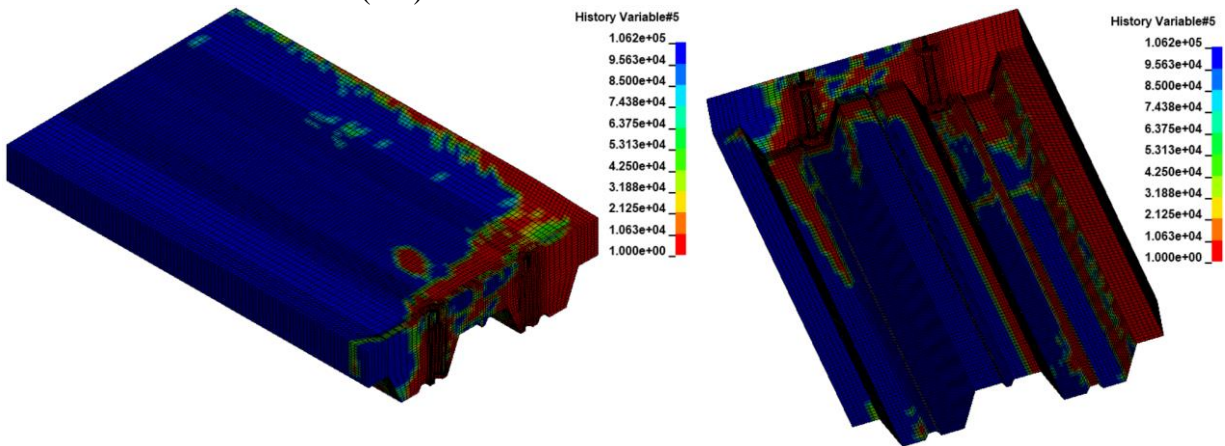 History Variable#5
1.062e+05
9.563e+04
8.500e+04
7.438e+04
6.375e+04
5.313e+04
4.250e+04
3.188e+04
2.125e+04
1.063e+04
1.000e+00
History Variable#5
1.062e+05
9.563e+04
8.500e+04
7.438e+04
6.375e+04
5.313e+04
4.250e+04
3.188e+04
2.125e+04
1.063e+04
1.000e+00